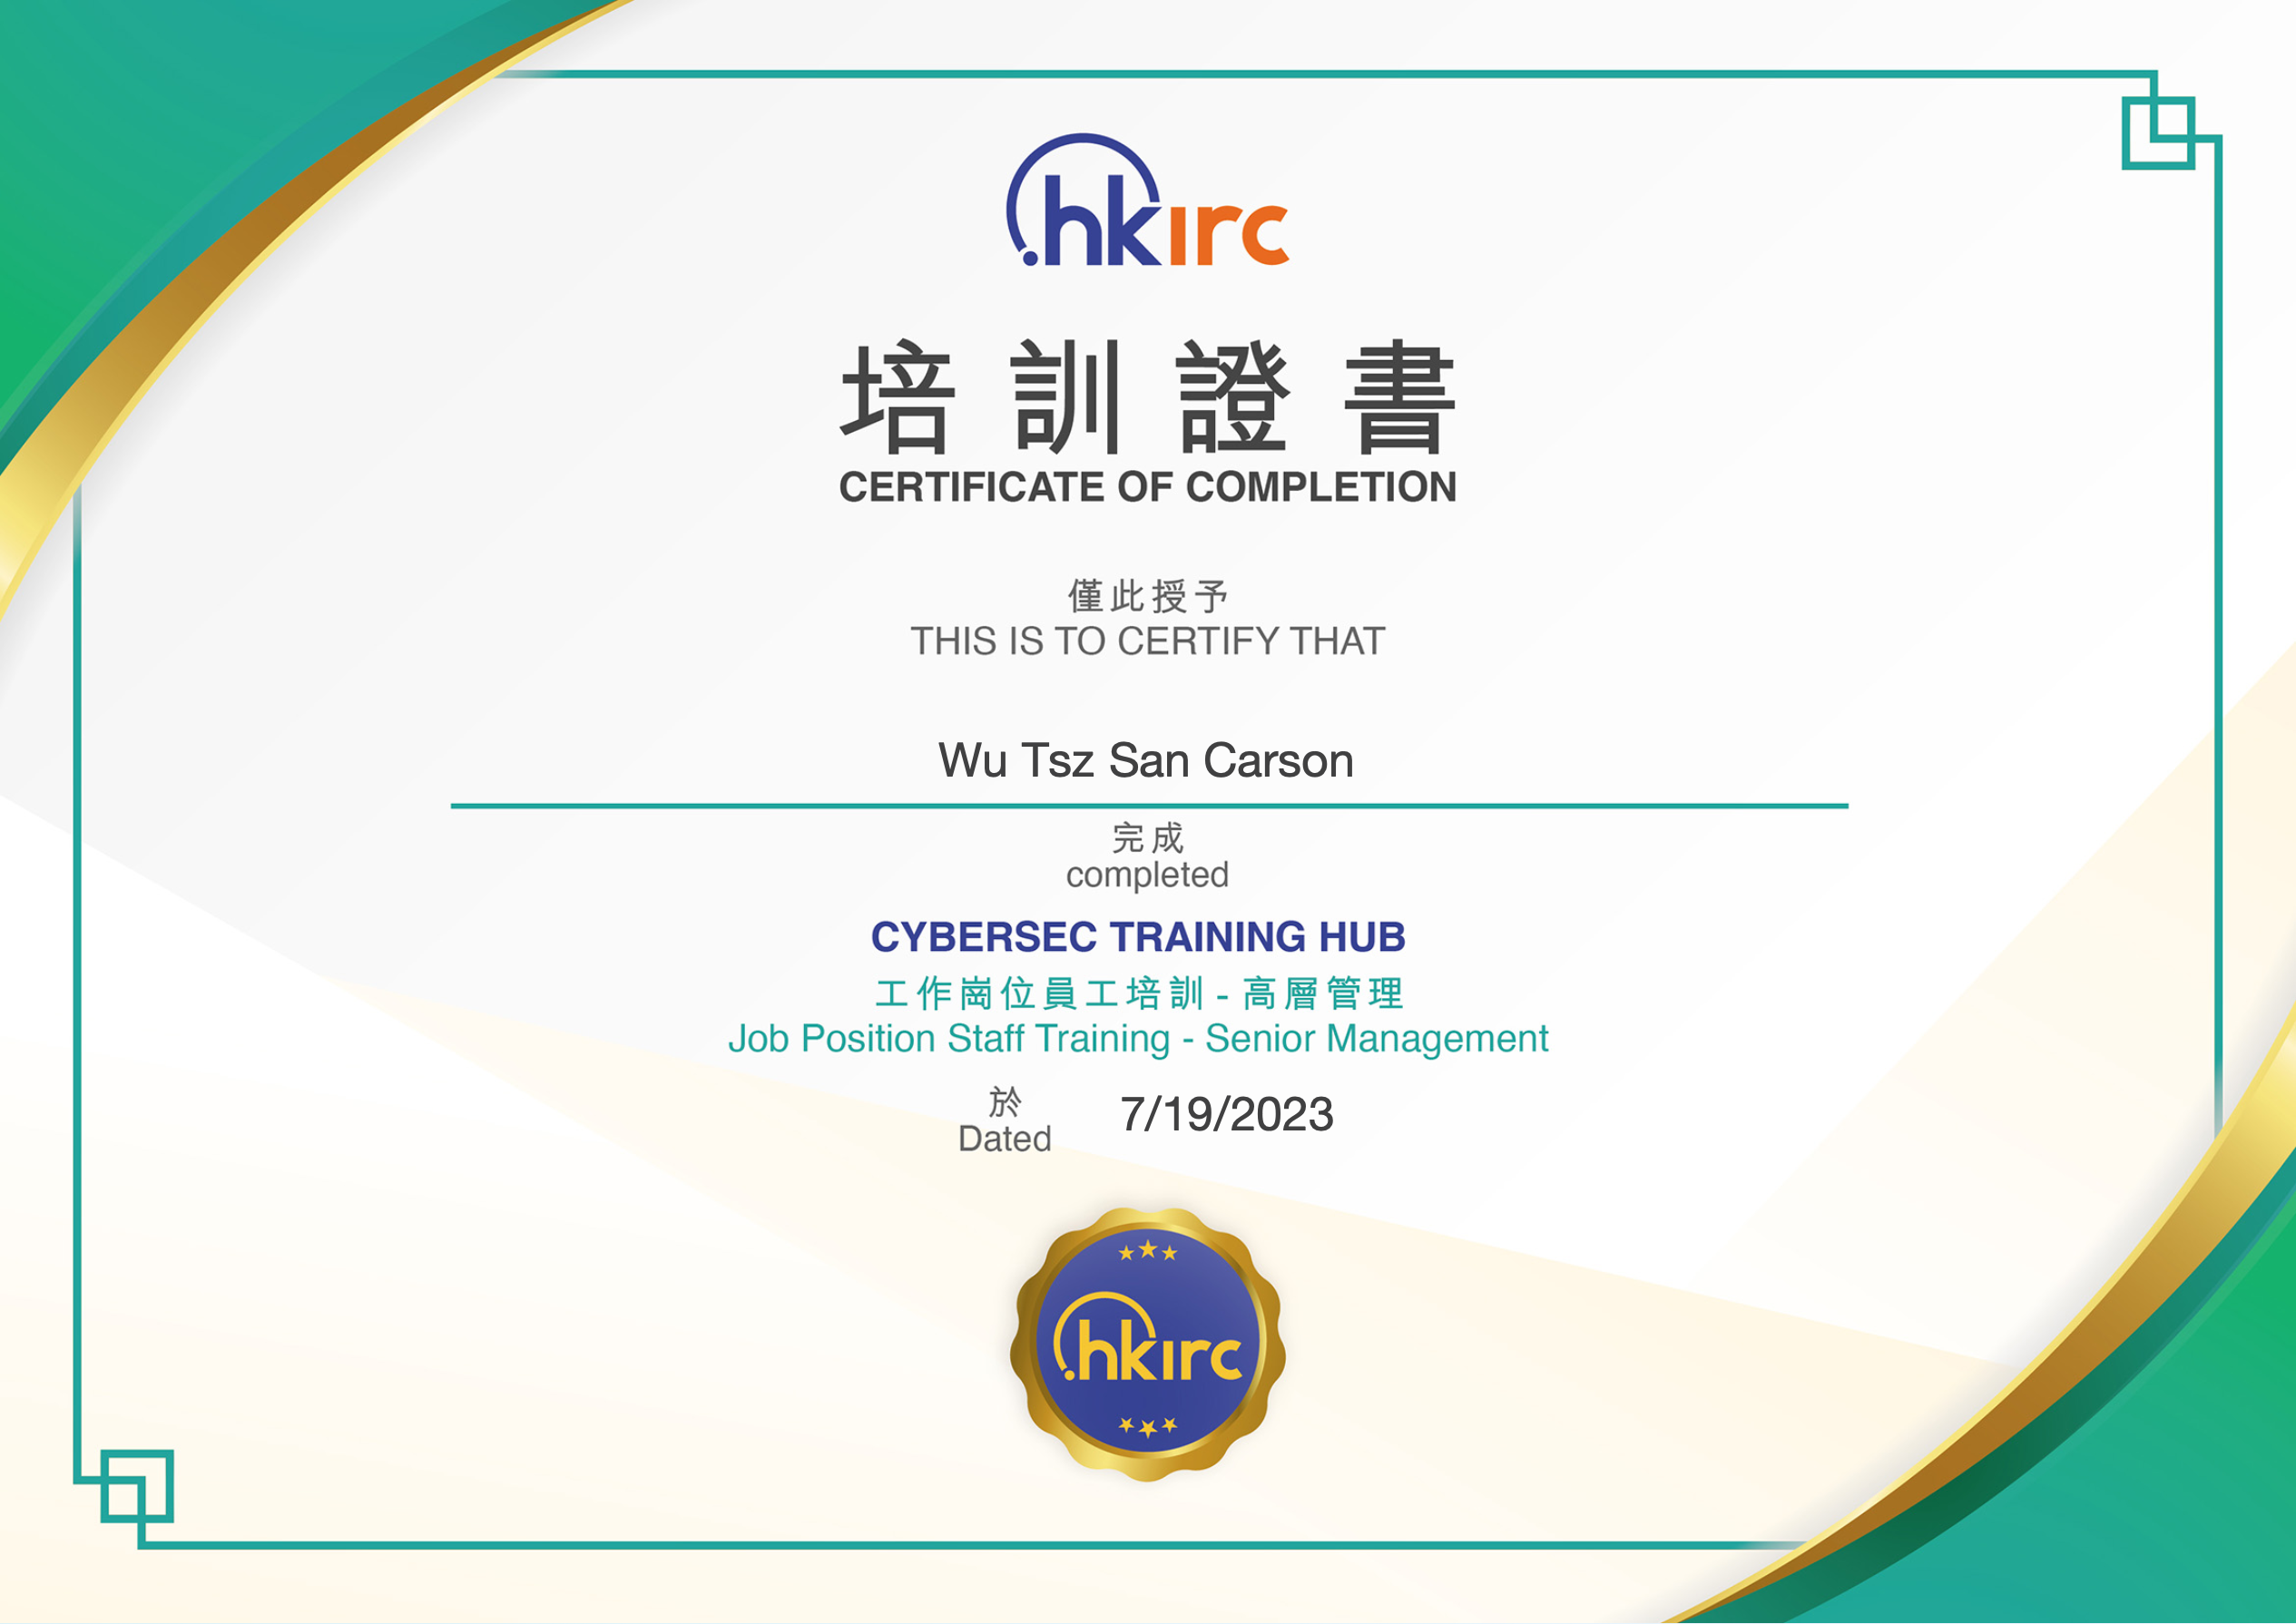 .hkirc
培訓證書
CERTIFICATE OF COMPLETION
僅此授予
THIS IS TO CERTIFY THAT
Wu Tsz San Carson
完成
completed
CYBERSEC TRAINING HUB
工作崗位員工培訓 - 高層管理
Job Position Staff Training - Senior Management
於
Dated 7/19/2023
.hkirc